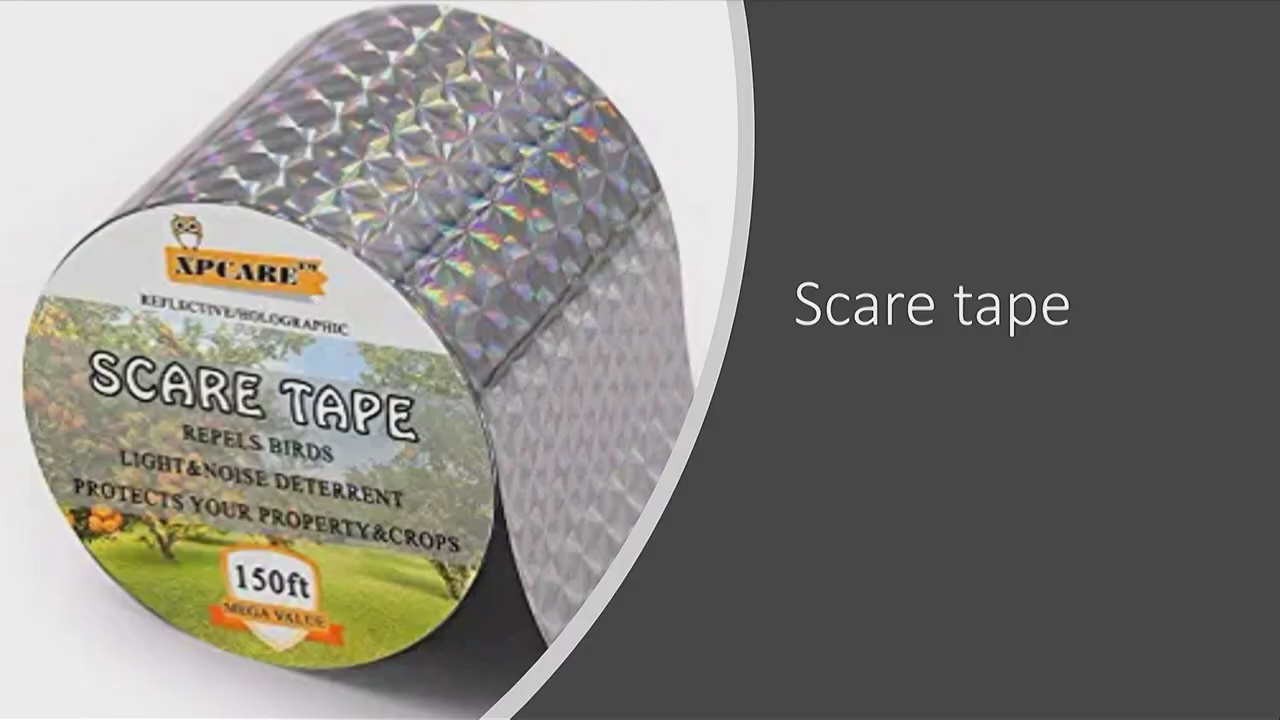 XPCARE™
REFLECTIVE/HOLOGRAPHIC
SCARE TAPE
REPELS BIRDS
LIGHT&NOISE DETERRENT
PROTECTS YOUR PROPERTY&CROPS
150ft
MEGA VALUE
Scare tape